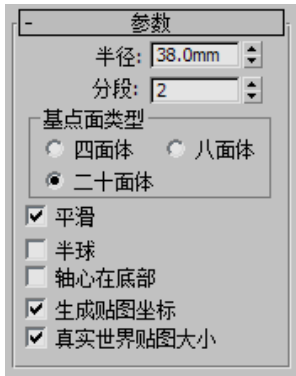 - 参数
半径: 38.0mm
分段: 2
基点面类型
四面体 八面体
二十面体
平滑
半球
轴心在底部
生成贴图坐标
真实世界贴图大小